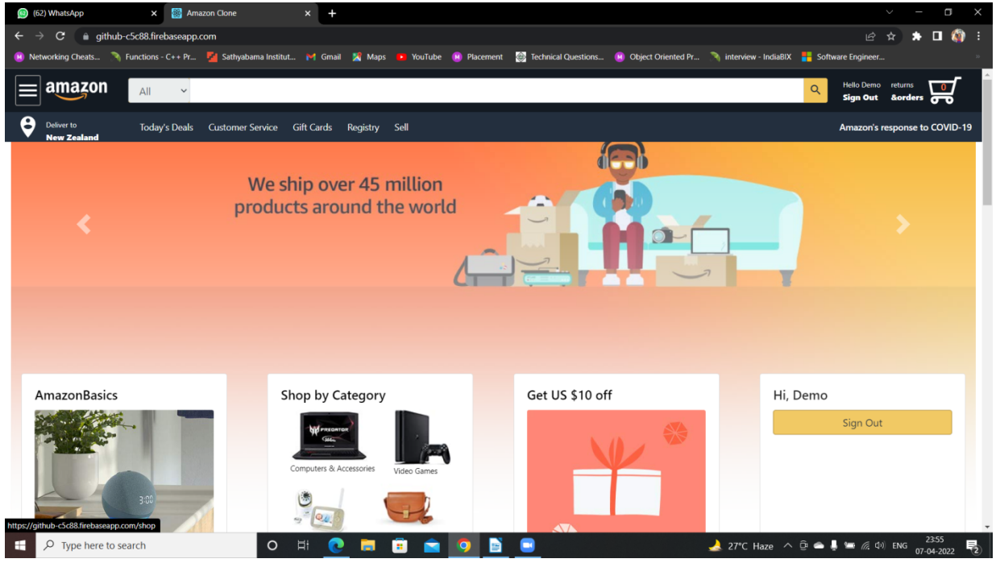 (62) WhatsApp
Amazon Clone
github-c5c88.firebaseapp.com
Networking Cheats...
Functions - C++ Pr...
Sathyabama Institut...
Gmail
Maps
YouTube
Placement
Technical Questions...
Object Oriented Pr...
interview - IndiaBIX
Software Engineer...
amazon
All
Hello Demo
Sign Out
returns
&orders
0
Deliver to
New Zealand
Today's Deals
Customer Service
Gift Cards
Registry
Sell
Amazon's response to COVID-19
We ship over 45 million
products around the world
AmazonBasics
3:00
Shop by Category
PREDATOR
Computers & Accessories
Video Games
Get US $10 off
Hi, Demo
Sign Out
https://github-c5c88.firebaseapp.com/shop
Type here to search
27°C Haze
ENG
23:55
07-04-2022
2